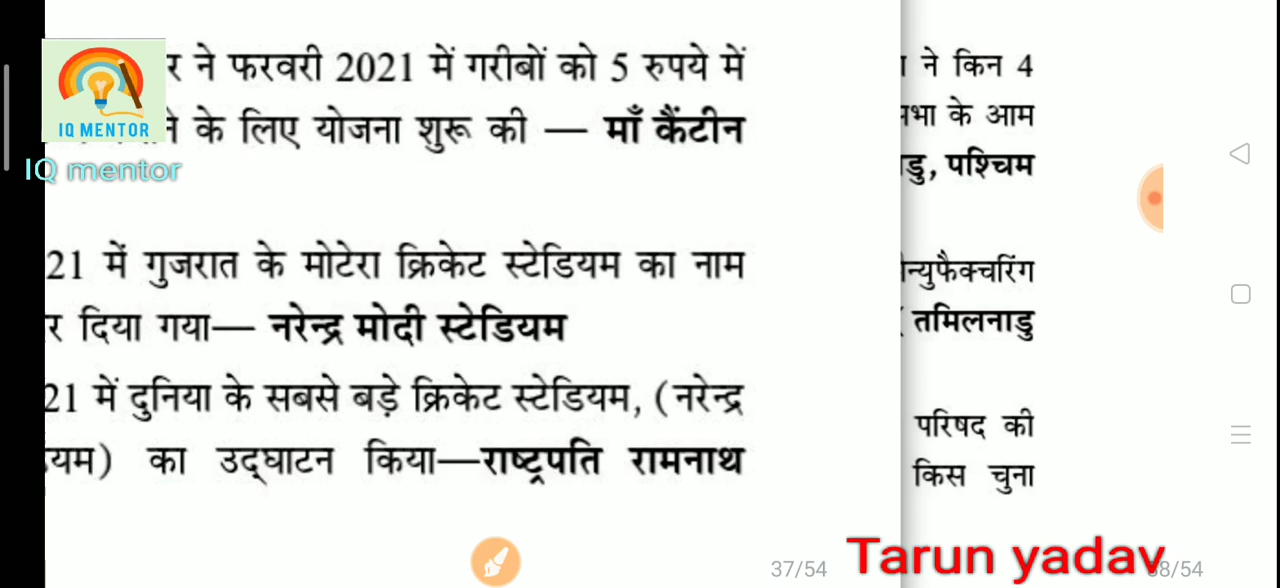 ने फरवरी 2021 में गरीबों को 5 रुपये में
के लिए योजना शुरू की — माँ कैंटीन
IQ MENTOR
IQ mentor
21 में गुजरात के मोटेरा क्रिकेट स्टेडियम का नाम
र दिया गया— नरेन्द्र मोदी स्टेडियम
21 में दुनिया के सबसे बड़े क्रिकेट स्टेडियम, (नरेन्द्र
यम) का उद्घाटन किया—राष्ट्रपति रामनाथ
37/54
ने किन 4
भा के आम
डु, पश्चिम
न्युफैक्चरिंग
तमिलनाडु
परिषद की
किस चुना
Tarun yadav
38/54